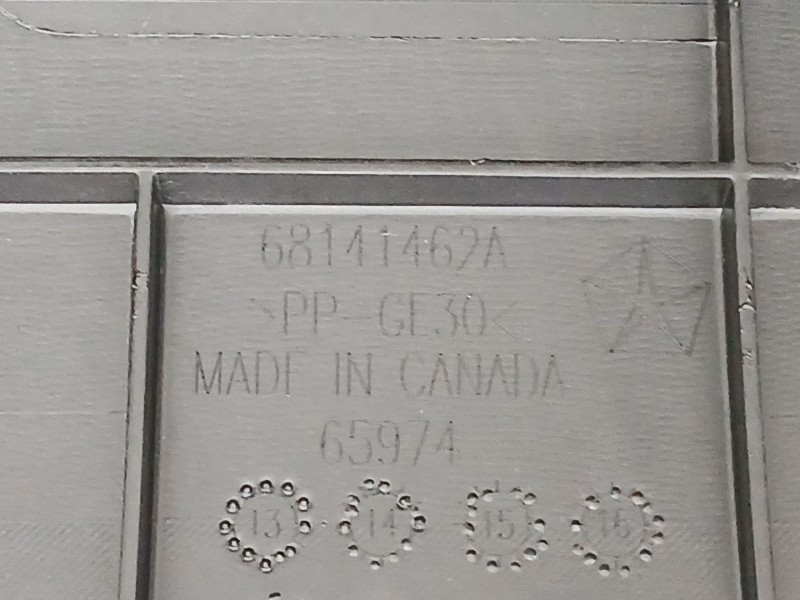 68141462A
>PP-GE30<
MADE IN CANADA
65974
13 14 15 16